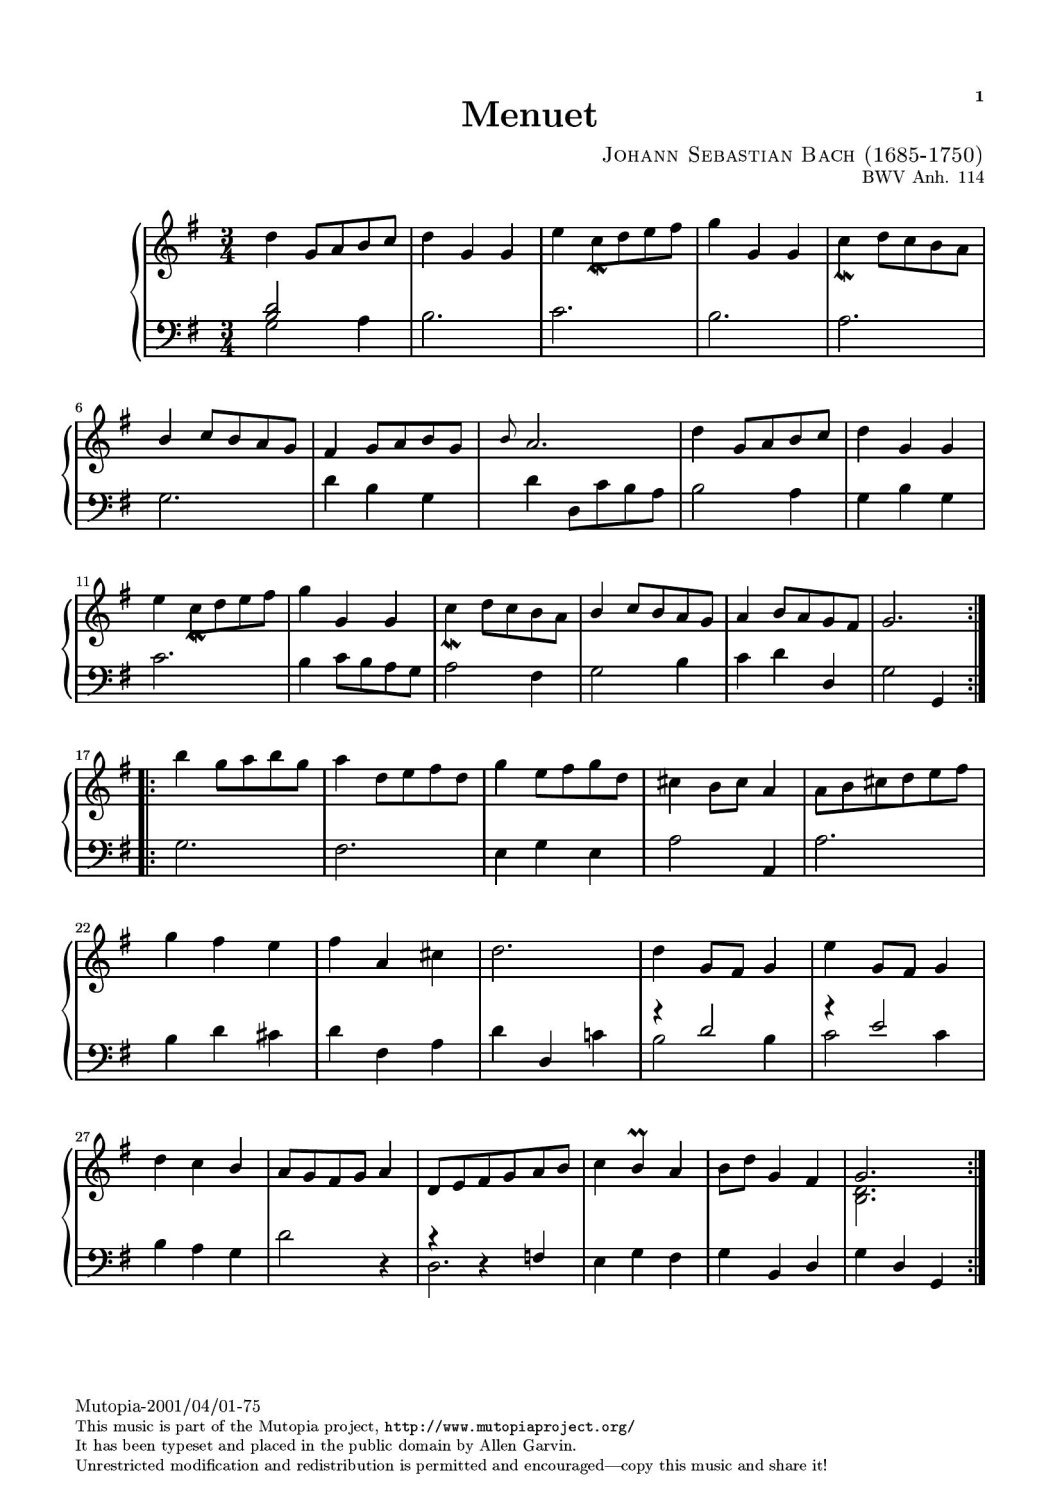 1
Menuet
Johann Sebastian Bach (1685-1750)
BWV Anh. 114
3
4
3
4
6
11
17
22
27
Mutopia-2001/04/01-75
This music is part of the Mutopia project, http://www.mutopiaproject.org/
It has been typeset and placed in the public domain by Allen Garvin.
Unrestricted modification and redistribution is permitted and encouraged—copy this music and share it!